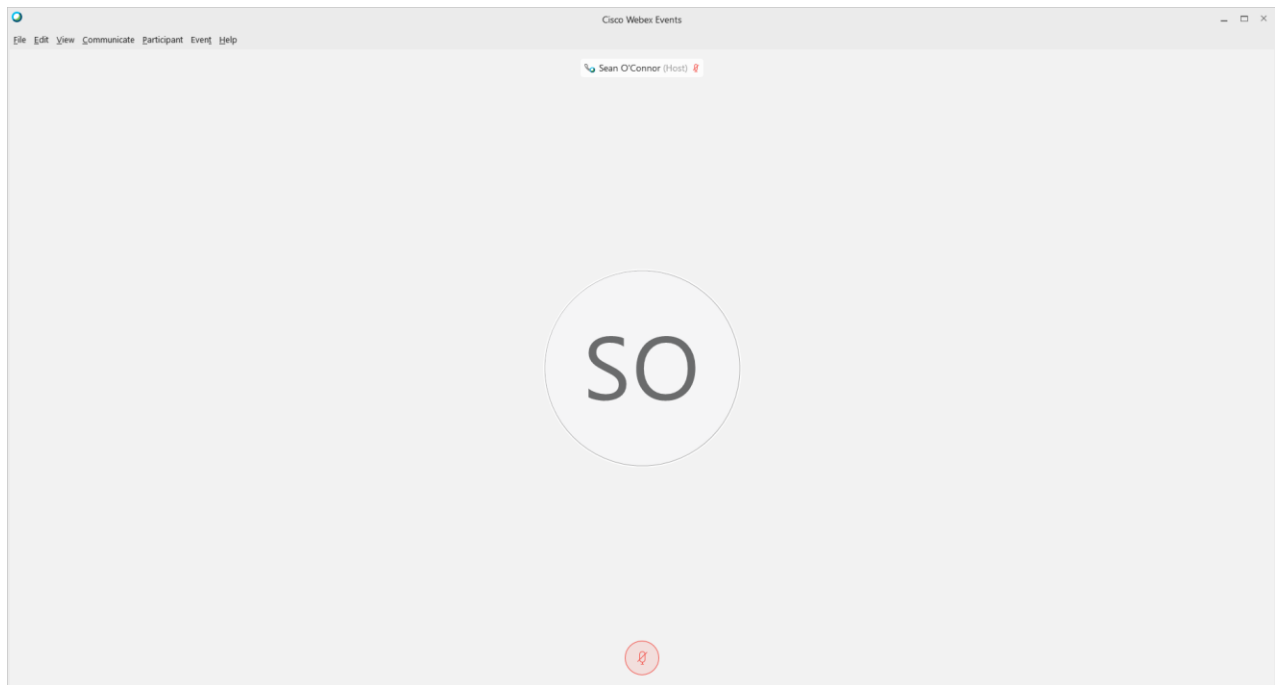 Cisco Webex Events
File Edit View Communicate Participant Event Help
Sean O'Connor (Host)
SO